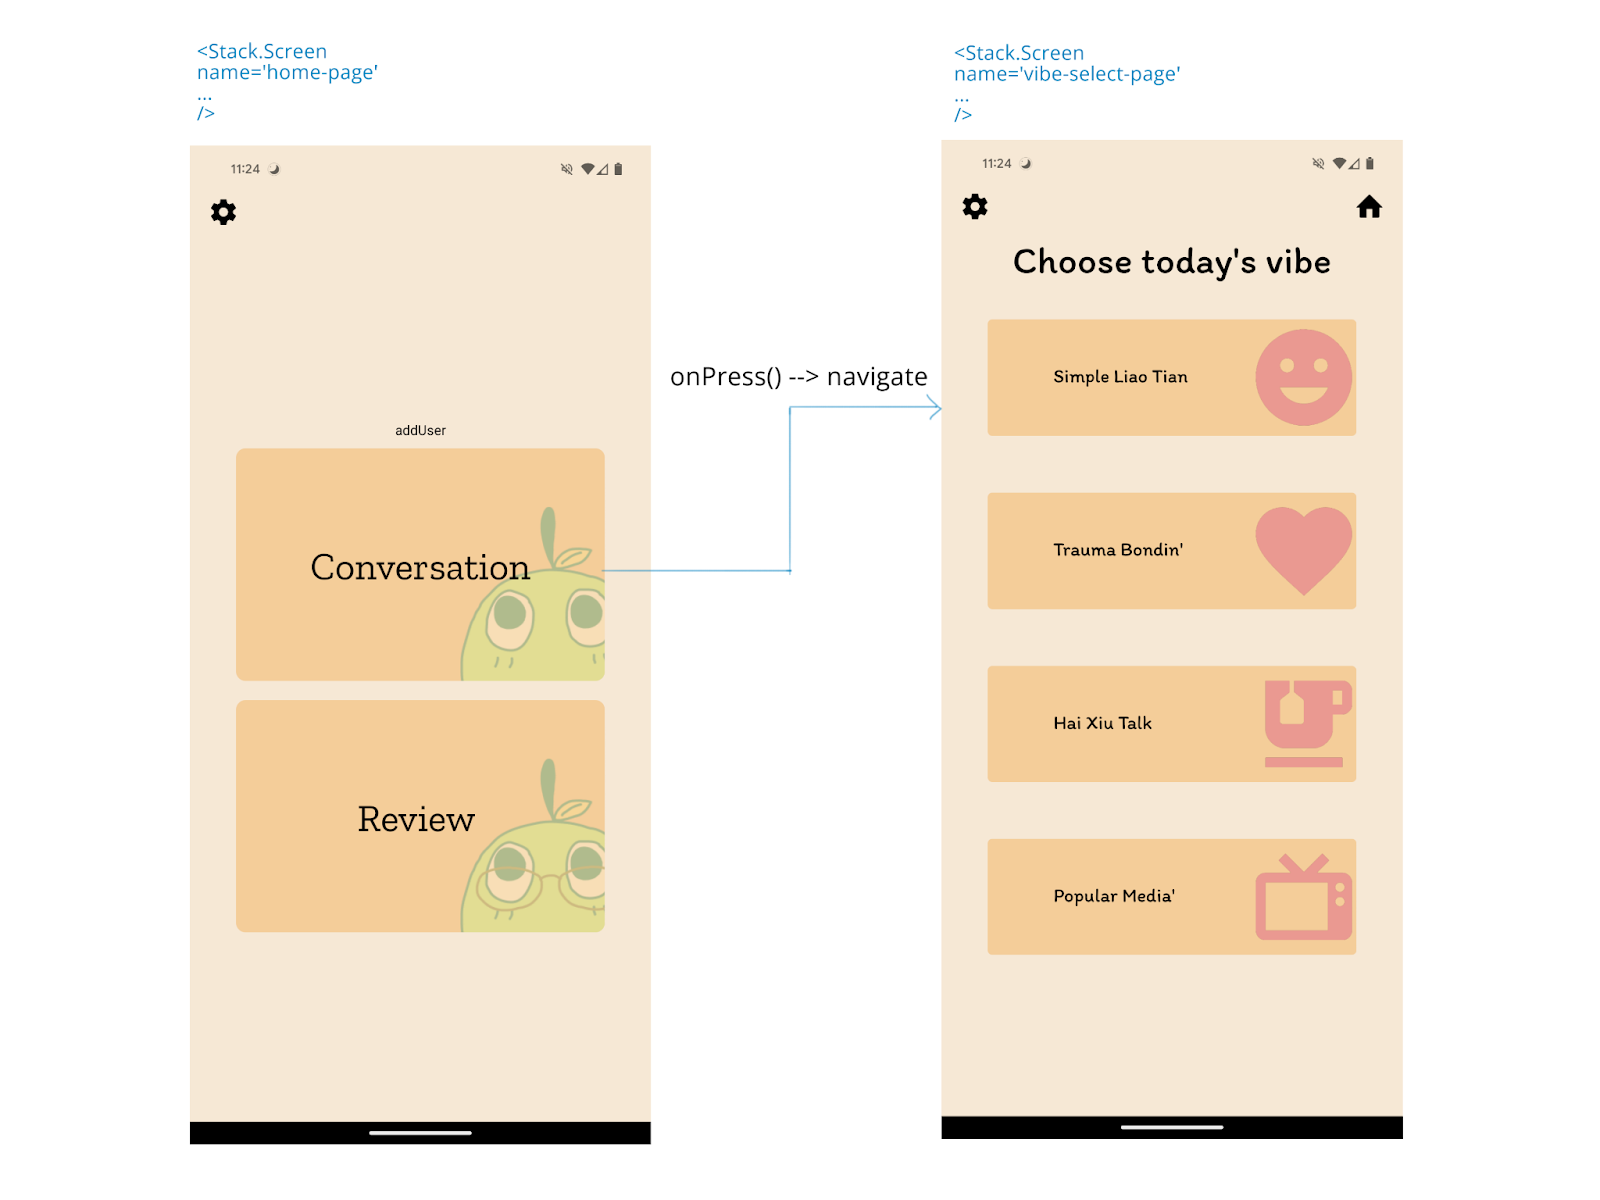 <Stack.Screen
name='home-page'
...
/>
11:24
addUser
Conversation
Review
onPress() --> navigate
<Stack.Screen
name='vibe-select-page'
...
/>
11:24
Choose today's vibe
Simple Liao Tian
Trauma Bondin'
Hai Xiu Talk
Popular Media'